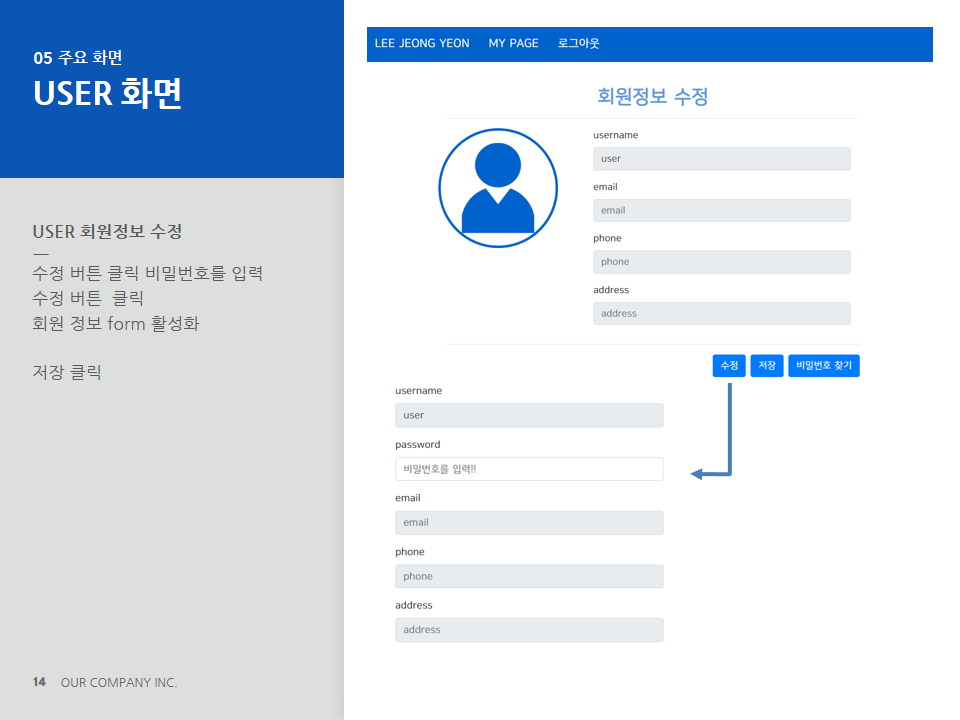 05 주요 화면
USER 화면
USER 회원정보 수정
—
수정 버튼 클릭 비밀번호를 입력
수정 버튼 클릭
회원 정보 form 활성화
저장 클릭
14 OUR COMPANY INC.
LEE JEONG YEON MY PAGE 로그아웃
회원정보 수정
username
user
email
email
phone
phone
address
address
수정 저장 비밀번호 찾기
username
user
password
비밀번호를 입력!!
email
email
phone
phone
address
address